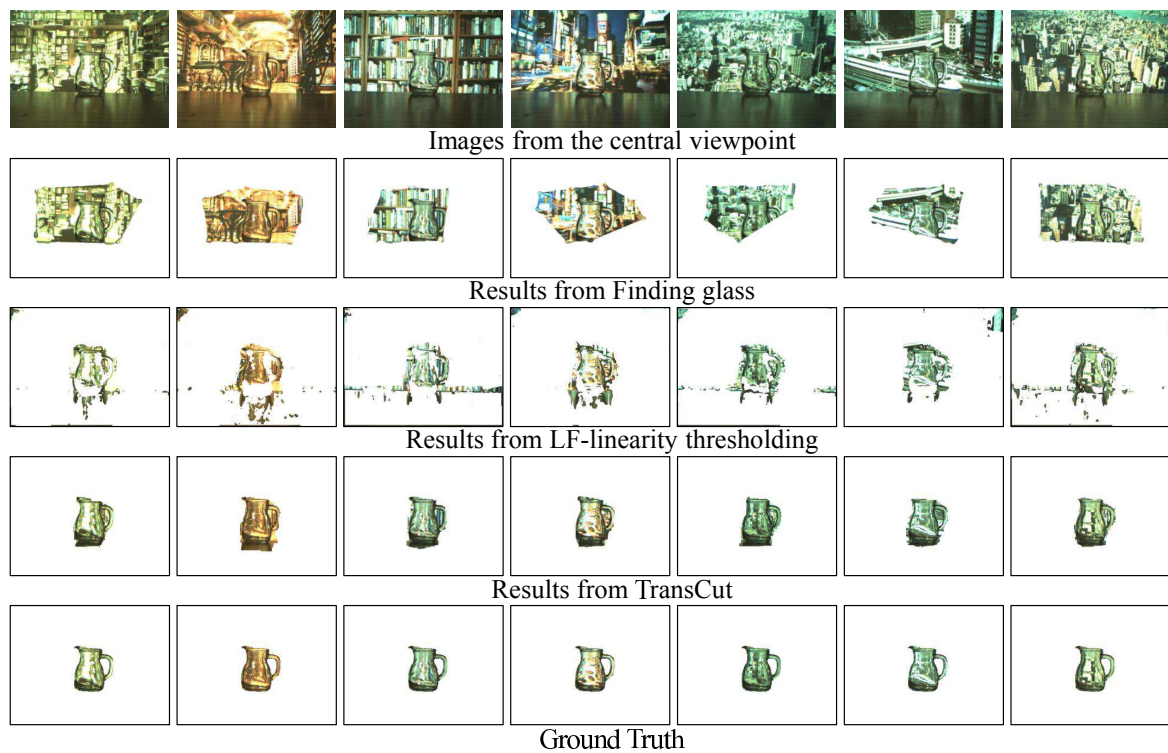 Images from the central viewpoint
Results from Finding glass
Results from LF-linearity thresholding
Results from TransCut
Ground Truth